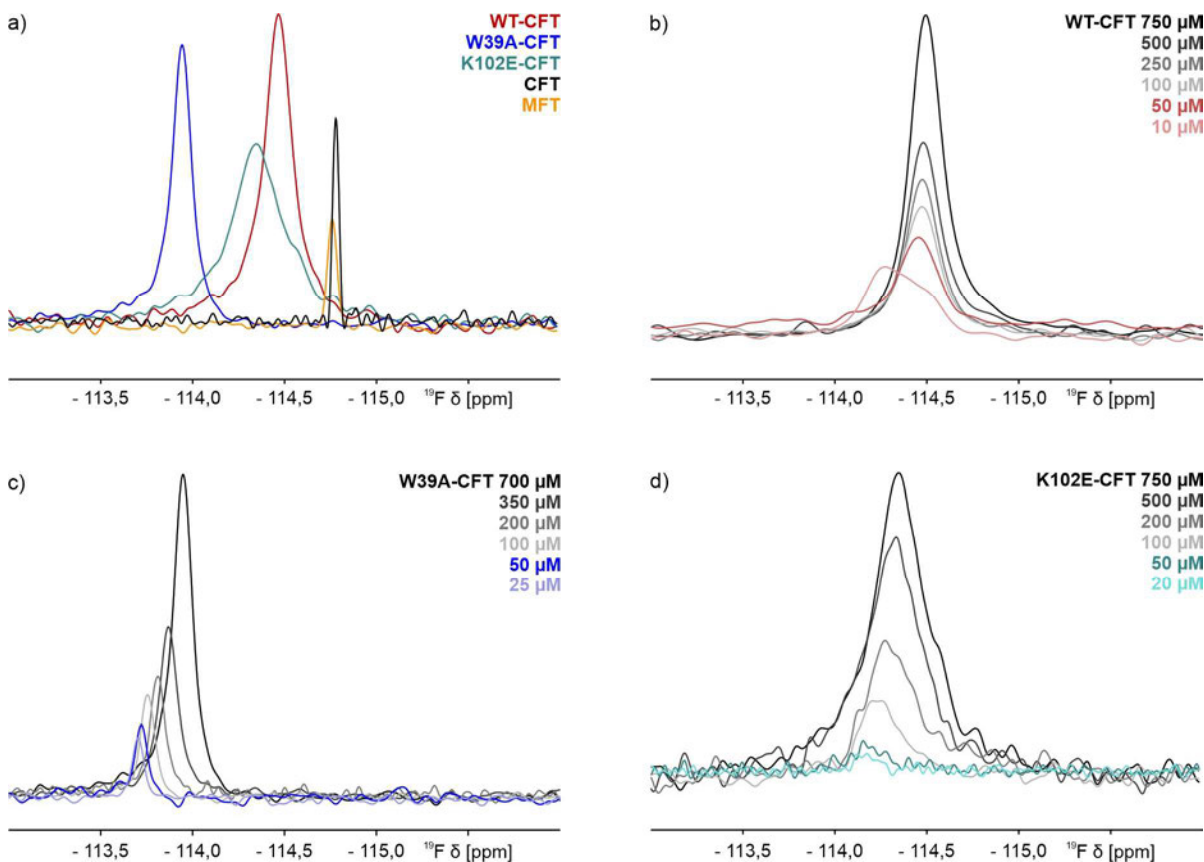 a)
WT-CFT
W39A-CFT
K102E-CFT
CFT
MFT
- 113,5 - 114,0 - 114,5 - 115,0 ¹⁹F δ [ppm]
b)
WT-CFT 750 µM
500 µM
250 µM
100 µM
50 µM
10 µM
- 113,5 - 114,0 - 114,5 - 115,0 ¹⁹F δ [ppm]
c)
W39A-CFT 700 µM
350 µM
200 µM
100 µM
50 µM
25 µM
- 113,5 - 114,0 - 114,5 - 115,0 ¹⁹F δ [ppm]
d)
K102E-CFT 750 µM
500 µM
200 µM
100 µM
50 µM
20 µM
- 113,5 - 114,0 - 114,5 - 115,0 ¹⁹F δ [ppm]